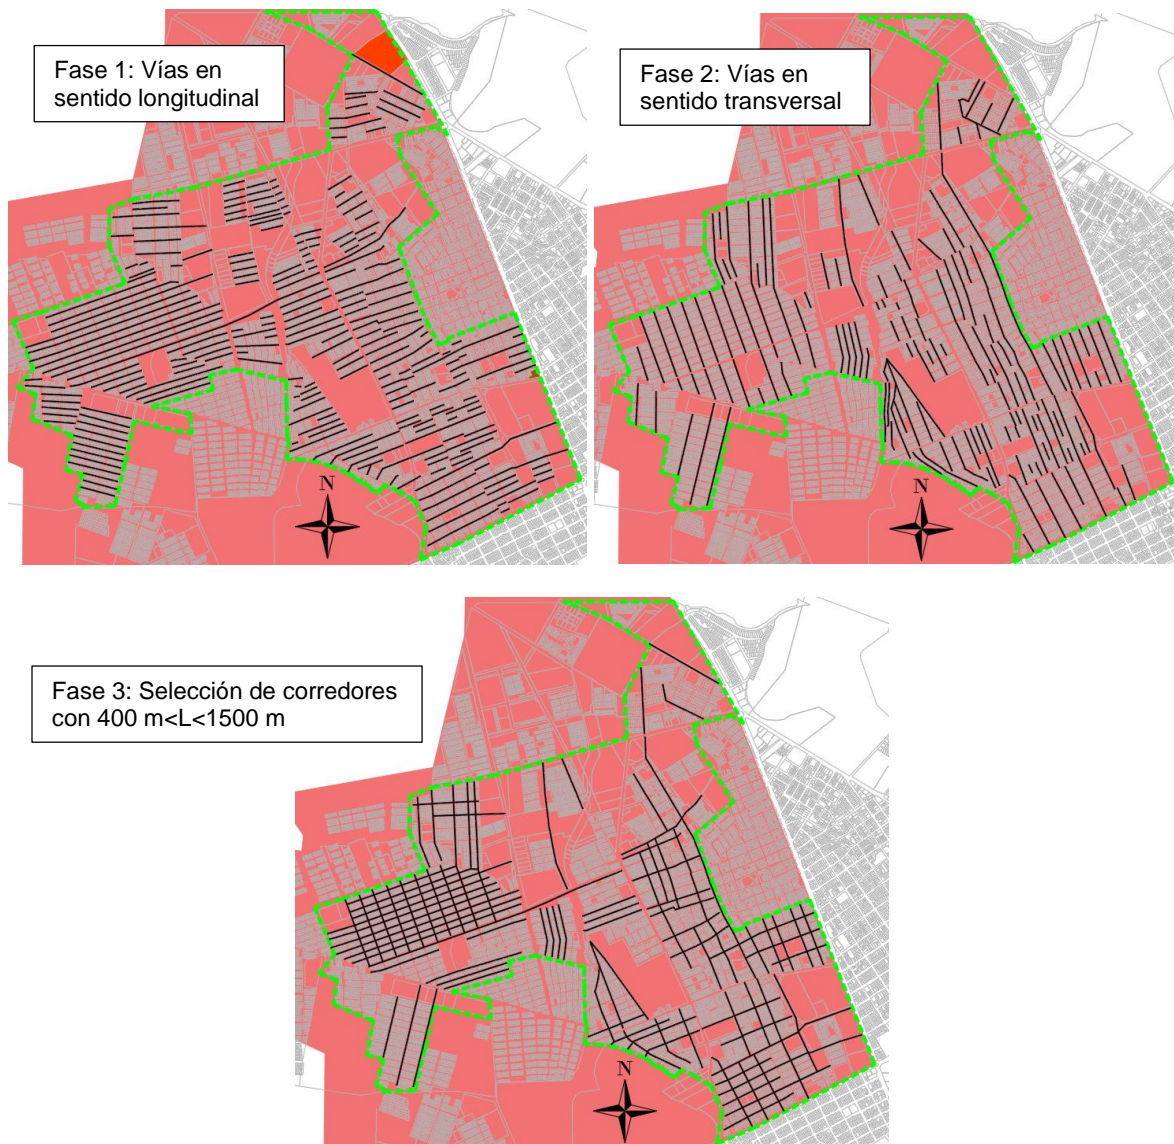 Fase 1: Vías en
sentido longitudinal
Fase 2: Vías en
sentido transversal
N
N
Fase 3: Selección de corredores
con 400 m<L<1500 m
N